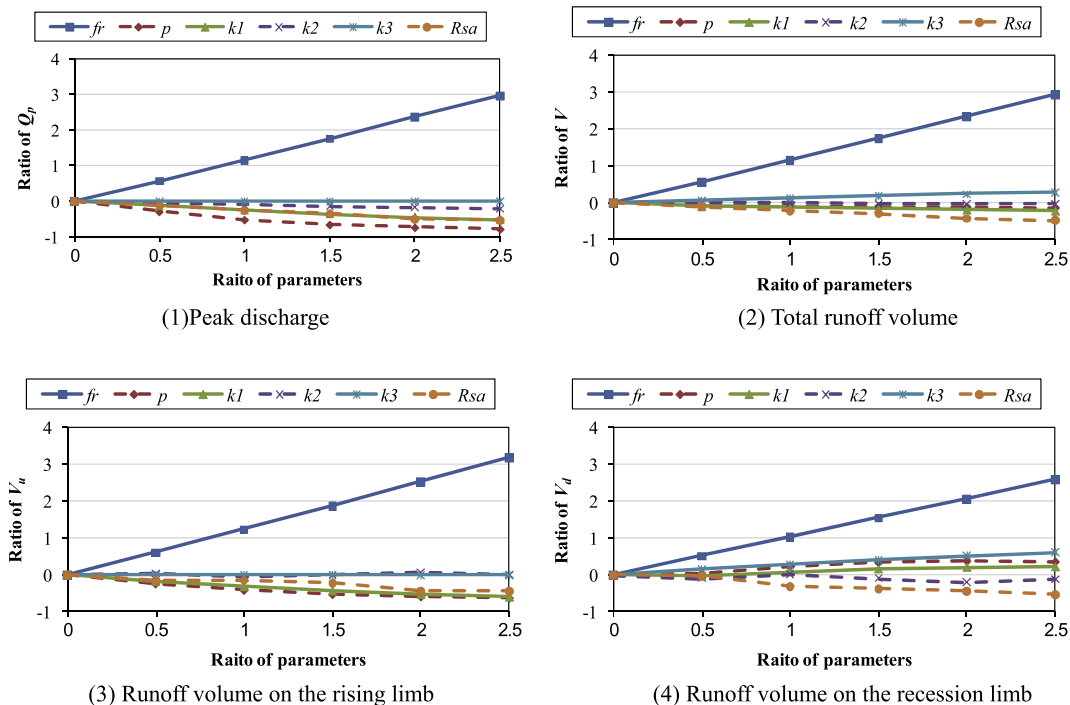 fr p k1 k2 k3 Rsa
4
3
2
1
0
-1
Ratio of Qp
0 0.5 1 1.5 2 2.5
Raito of parameters
(1)Peak discharge
fr p k1 k2 k3 Rsa
4
3
2
1
0
-1
Ratio of V
0 0.5 1 1.5 2 2.5
Raito of parameters
(2) Total runoff volume
fr p k1 k2 k3 Rsa
4
3
2
1
0
-1
Ratio of Vu
0 0.5 1 1.5 2 2.5
Raito of parameters
(3) Runoff volume on the rising limb
fr p k1 k2 k3 Rsa
4
3
2
1
0
-1
Ratio of Vd
0 0.5 1 1.5 2 2.5
Raito of parameters
(4) Runoff volume on the recession limb